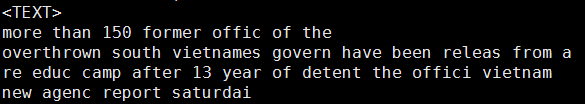 <TEXT>
more than 150 former offic of the
overthrown south vietnames govern have been releas from a
re educ camp after 13 year of detent the offici vietnam
new agenc report saturdai